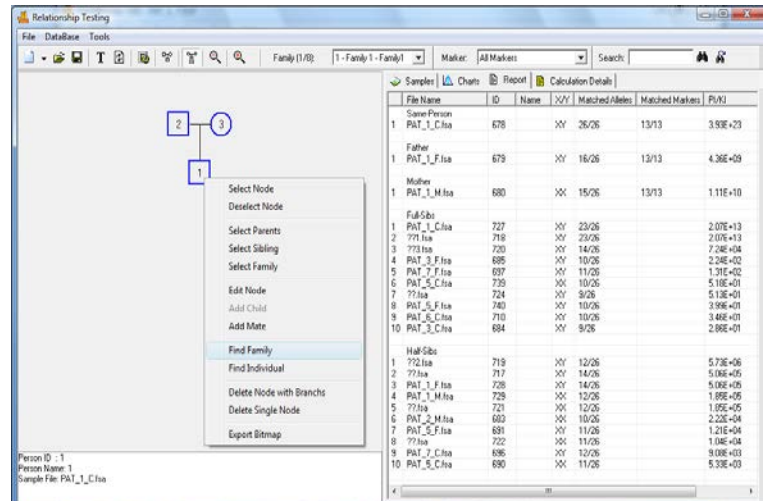 Relationship Testing
File DataBase Tools
Family (1/8): 1 - Family 1 - Family1 Marker: All Markers Search:
Samples Charts Report Calculation Details
File Name ID Name X/Y Matched Alleles Matched Markers PI/KI
Same Person
1 PAT_1_C.fsa 678 XY 26/26 13/13 3.93E+23
Father
1 PAT_1_F.fsa 679 XY 16/26 13/13 4.36E+09
Mother
1 PAT_1_M.fsa 680 XX 15/26 13/13 1.11E+10
Full-Sibs
1 PAT_1_C.fsa 727 XY 23/26 2.07E+13
2 ??1.fsa 718 XY 23/26 2.07E+13
3 ??3.fsa 720 XY 14/26 7.24E+04
4 PAT_3_F.fsa 685 XY 10/26 2.24E+02
5 PAT_7_F.fsa 697 XY 11/26 1.31E+02
6 PAT_5_C.fsa 739 XX 10/26 5.18E+01
7 ??.fsa 724 XY 9/26 5.13E+01
8 PAT_5_F.fsa 740 XY 10/26 3.99E+01
9 PAT_6_C.fsa 710 XY 10/26 3.46E+01
10 PAT_3_C.fsa 684 XY 9/26 2.86E+01
Half-Sibs
1 ??2.fsa 719 XY 12/26 5.73E+06
2 ??.fsa 717 XY 14/26 5.06E+05
3 PAT_1_F.fsa 728 XY 14/26 5.06E+05
4 PAT_1_M.fsa 729 XX 12/26 1.85E+05
5 ??.fsa 721 XX 12/26 1.85E+05
6 PAT_2_M.fsa 683 XX 10/26 2.22E+04
7 PAT_5_F.fsa 691 XY 11/26 1.21E+04
8 ??.fsa 722 XX 11/26 1.04E+04
9 PAT_7_C.fsa 696 XY 12/26 9.08E+03
10 PAT_5_C.fsa 690 XX 11/26 5.33E+03
2
3
1
Select Node
Deselect Node
Select Parents
Select Sibling
Select Family
Edit Node
Add Child
Add Mate
Find Family
Find Individual
Delete Node with Branchs
Delete Single Node
Export Bitmap
Person ID : 1
Person Name: 1
Sample File: PAT_1_C.fsa